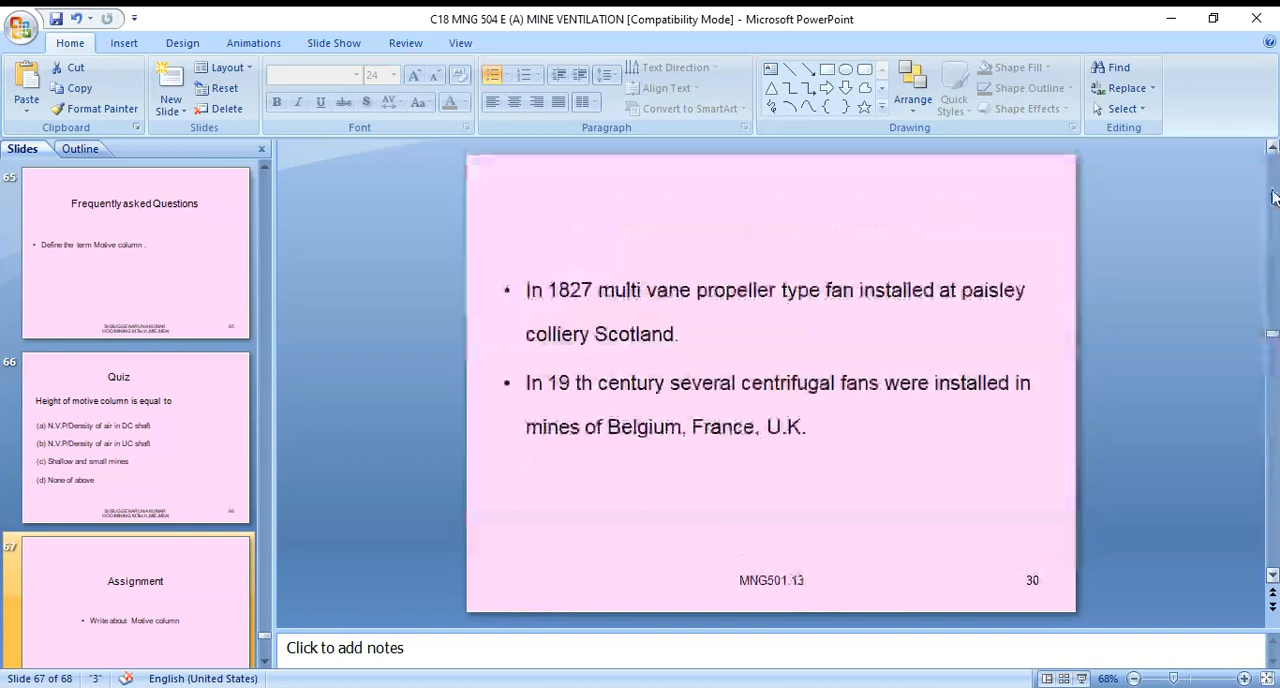 C18 MNG 504 E (A) MINE VENTILATION [Compatibility Mode] - Microsoft PowerPoint
Home Insert Design Animations Slide Show Review View
Paste
Cut
Copy
Format Painter
Clipboard
New
Slide
Layout
Reset
Delete
Slides
24
B I U abc S AV Aa A
Font
Text Direction
Align Text
Convert to SmartArt
Paragraph
Arrange
Quick
Styles
Shape Fill
Shape Outline
Shape Effects
Drawing
Find
Replace
Select
Editing
Slides Outline
65
Frequently asked Questions
• Define the term Motive column .
65
66
Quiz
Height of motive column is equal to
(a) N.V.P/Density of air in DC shaft
(b) N.V.P/Density of air in UC shaft
(c) Shallow and small mines
(d) None of above
66
67
Assignment
• Write about Motive column
• In 1827 multi vane propeller type fan installed at paisley
colliery Scotland.
• In 19 th century several centrifugal fans were installed in
mines of Belgium, France, U.K.
MNG501.13
30
Click to add notes
Slide 67 of 68 "3" English (United States) 68%